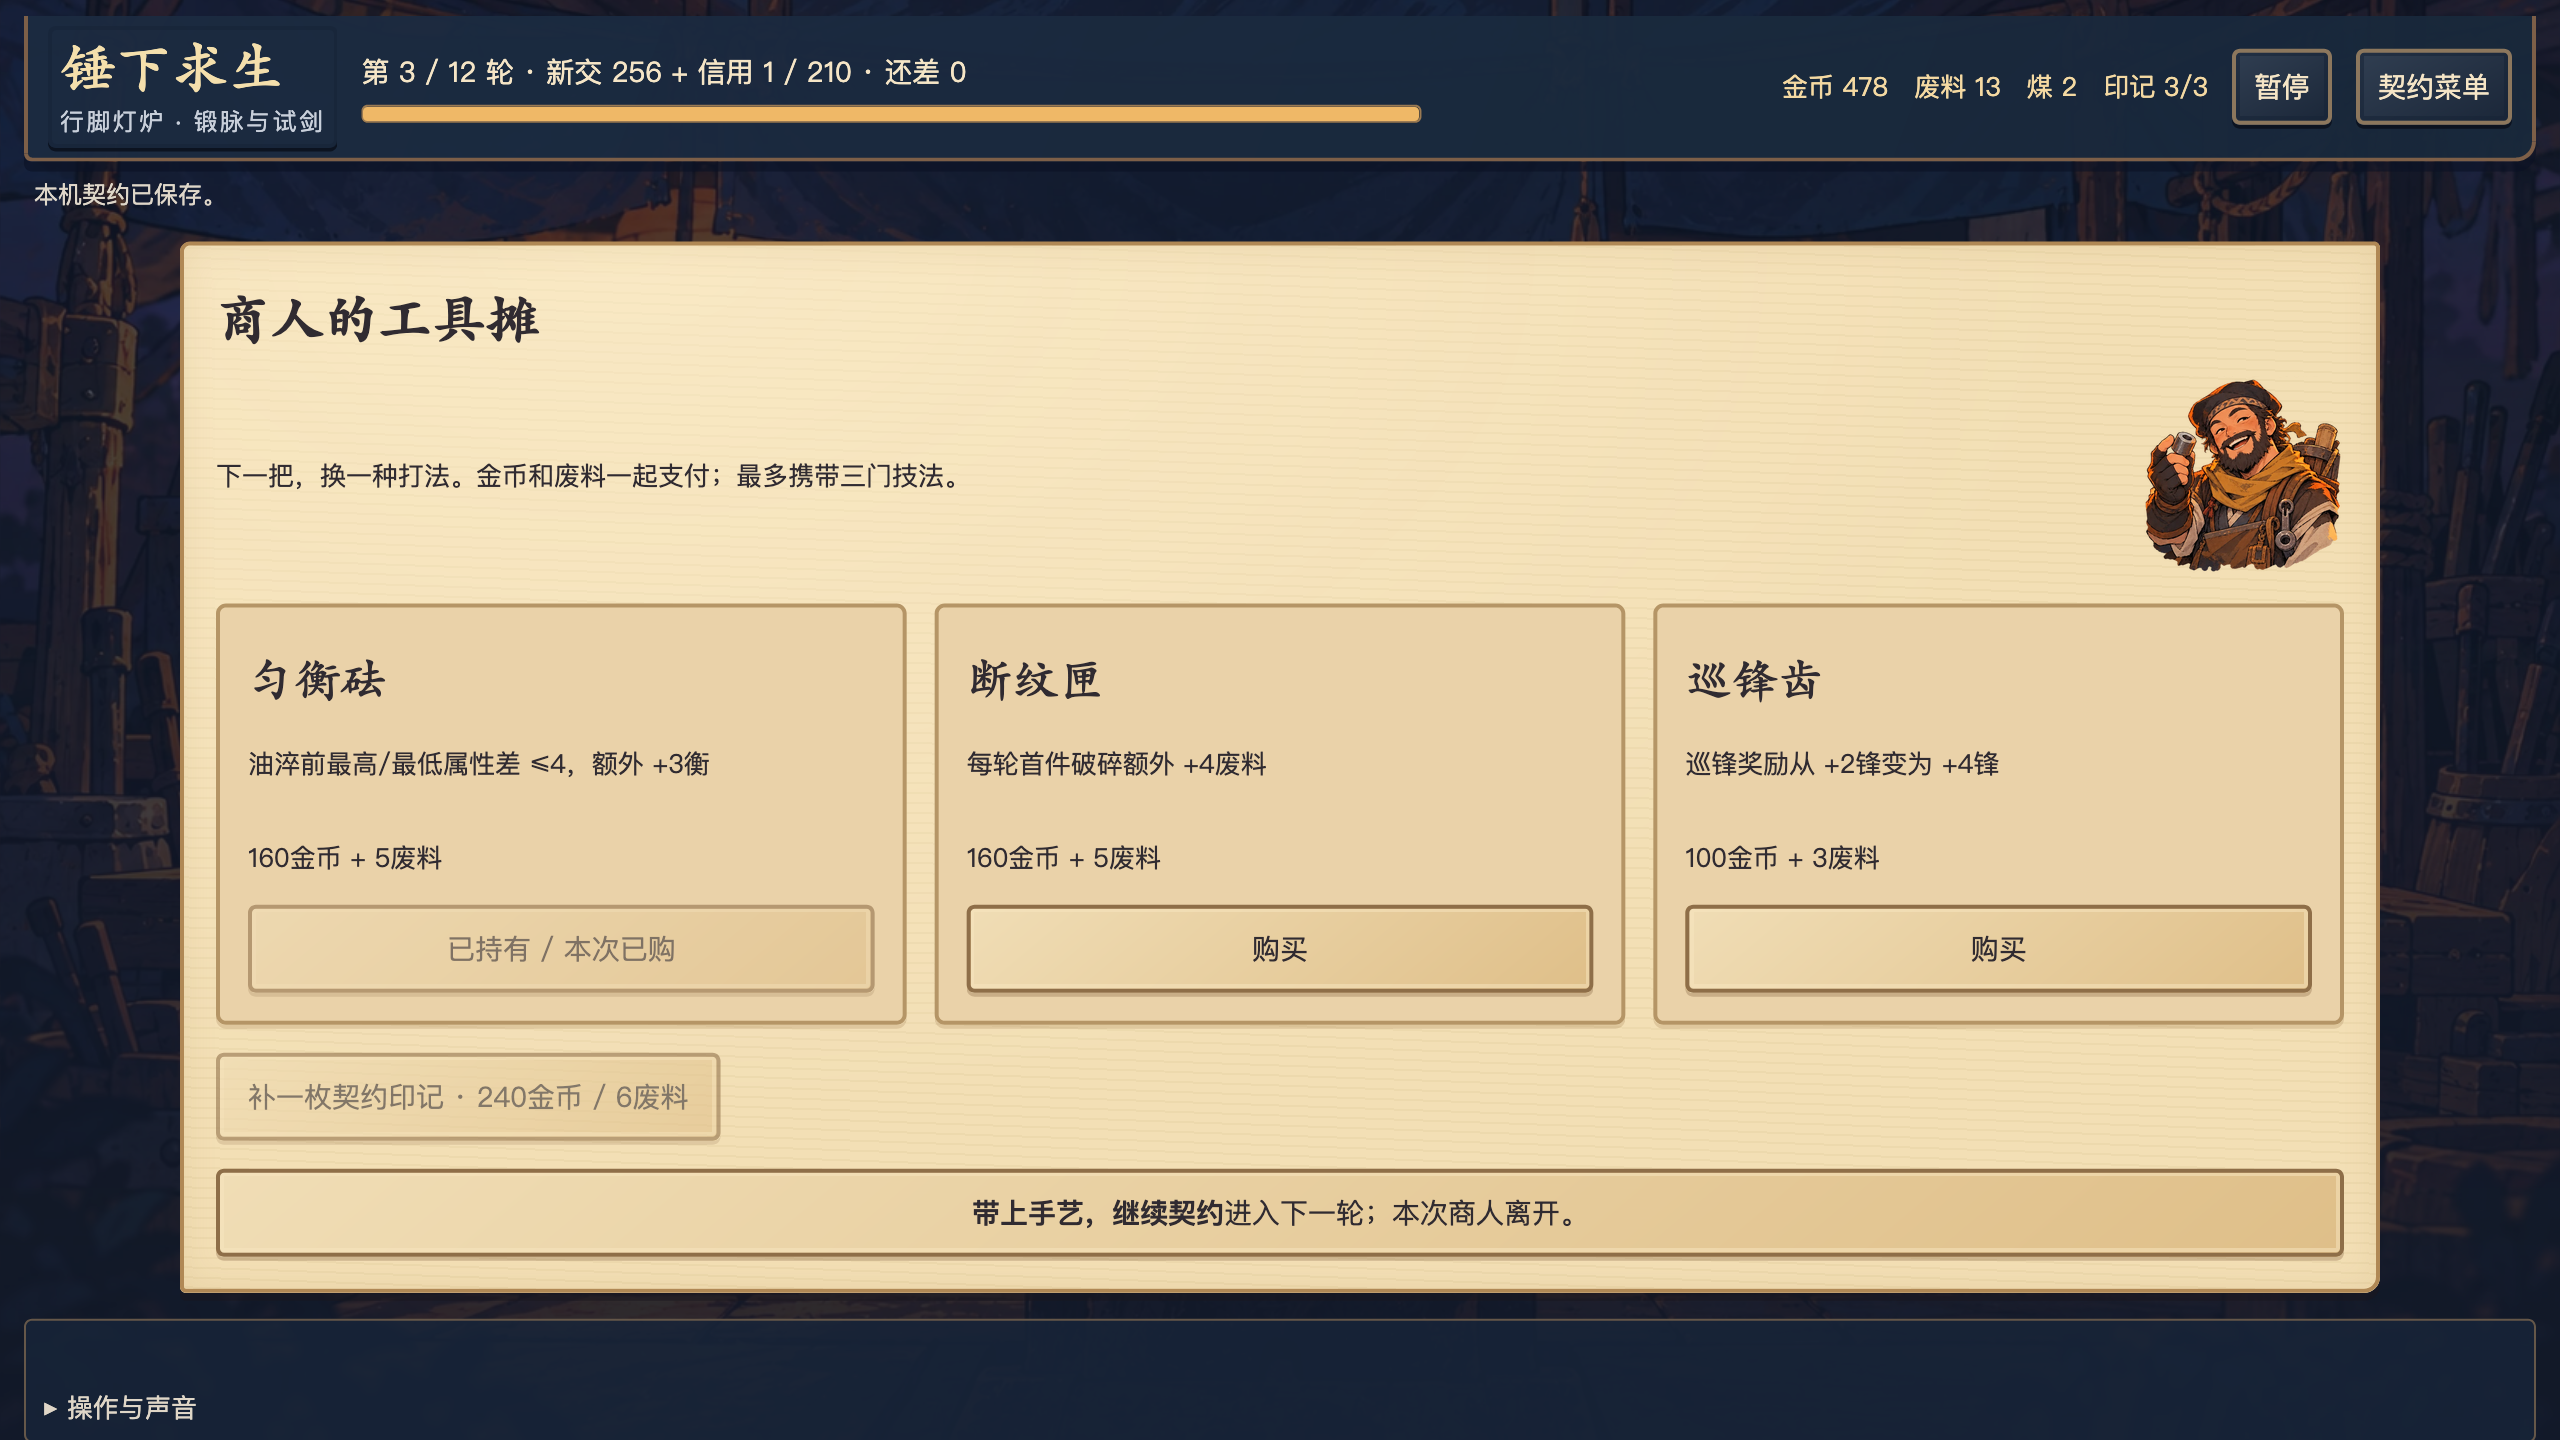 锤下求生
行脚灯炉 · 锻脉与试剑
第 3 / 12 轮 · 新交 256 + 信用 1 / 210 · 还差 0
金币 478 废料 13 煤 2 印记 3/3
暂停
契约菜单
本机契约已保存。
商人的工具摊
下一把，换一种打法。金币和废料一起支付；最多携带三门技法。
匀衡砝
油淬前最高/最低属性差 ≤4，额外 +3衡
160金币 + 5废料
已持有 / 本次已购
断纹匣
每轮首件破碎额外 +4废料
160金币 + 5废料
购买
巡锋齿
巡锋奖励从 +2锋变为 +4锋
100金币 + 3废料
购买
补一枚契约印记 · 240金币 / 6废料
带上手艺，继续契约进入下一轮；本次商人离开。
▸ 操作与声音